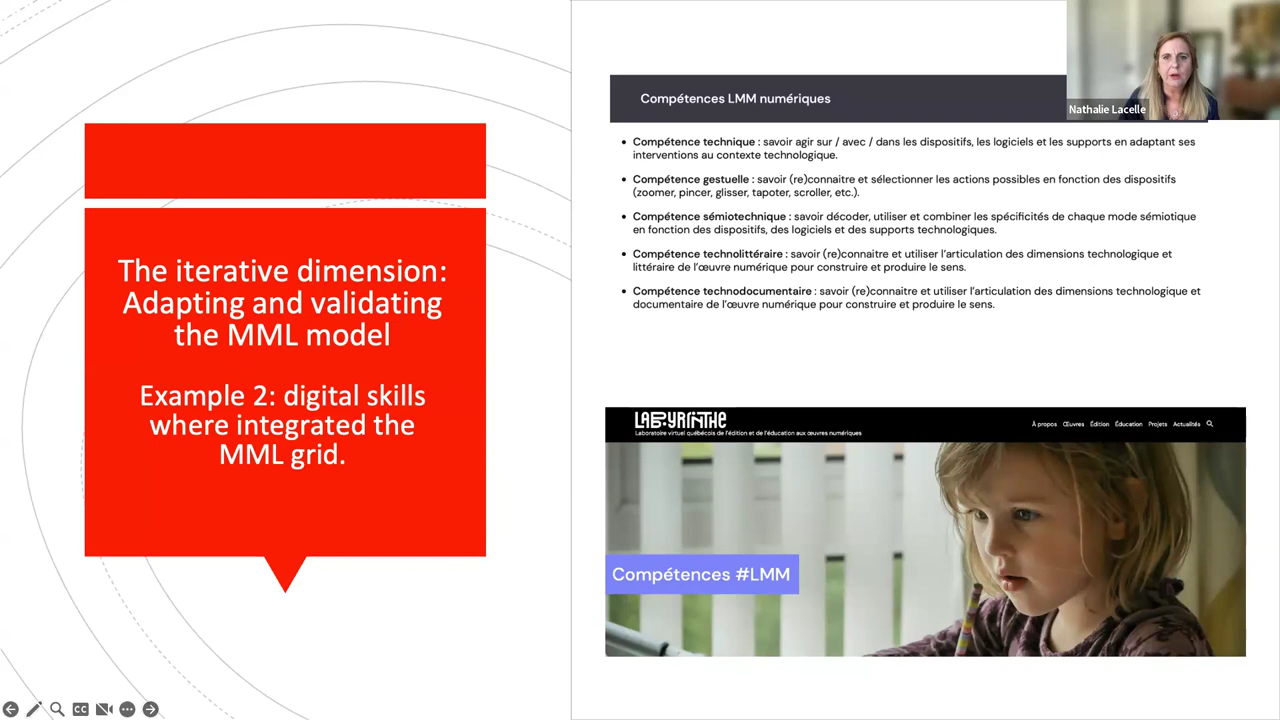 The iterative dimension:
Adapting and validating
the MML model
Example 2: digital skills
where integrated the
MML grid.
Compétences LMM numériques
Nathalie Lacelle
• Compétence technique : savoir agir sur / avec / dans les dispositifs, les logiciels et les supports en adaptant ses
interventions au contexte technologique.
• Compétence gestuelle : savoir (re)connaitre et sélectionner les actions possibles en fonction des dispositifs
(zoomer, pincer, glisser, tapoter, scroller, etc.).
• Compétence sémiotechnique : savoir décoder, utiliser et combiner les spécificités de chaque mode sémiotique
en fonction des dispositifs, des logiciels et des supports technologiques.
• Compétence technolittéraire : savoir (re)connaitre et utiliser l'articulation des dimensions technologique et
littéraire de l'œuvre numérique pour construire et produire le sens.
• Compétence technodocumentaire : savoir (re)connaitre et utiliser l'articulation des dimensions technologique et
documentaire de l'œuvre numérique pour construire et produire le sens.
LAB-YRINTHE
Laboratoire virtuel québécois de l'édition et de l'éducation aux œuvres numériques
À propos Œuvres Édition Éducation Projets Actualités
Compétences #LMM
CC